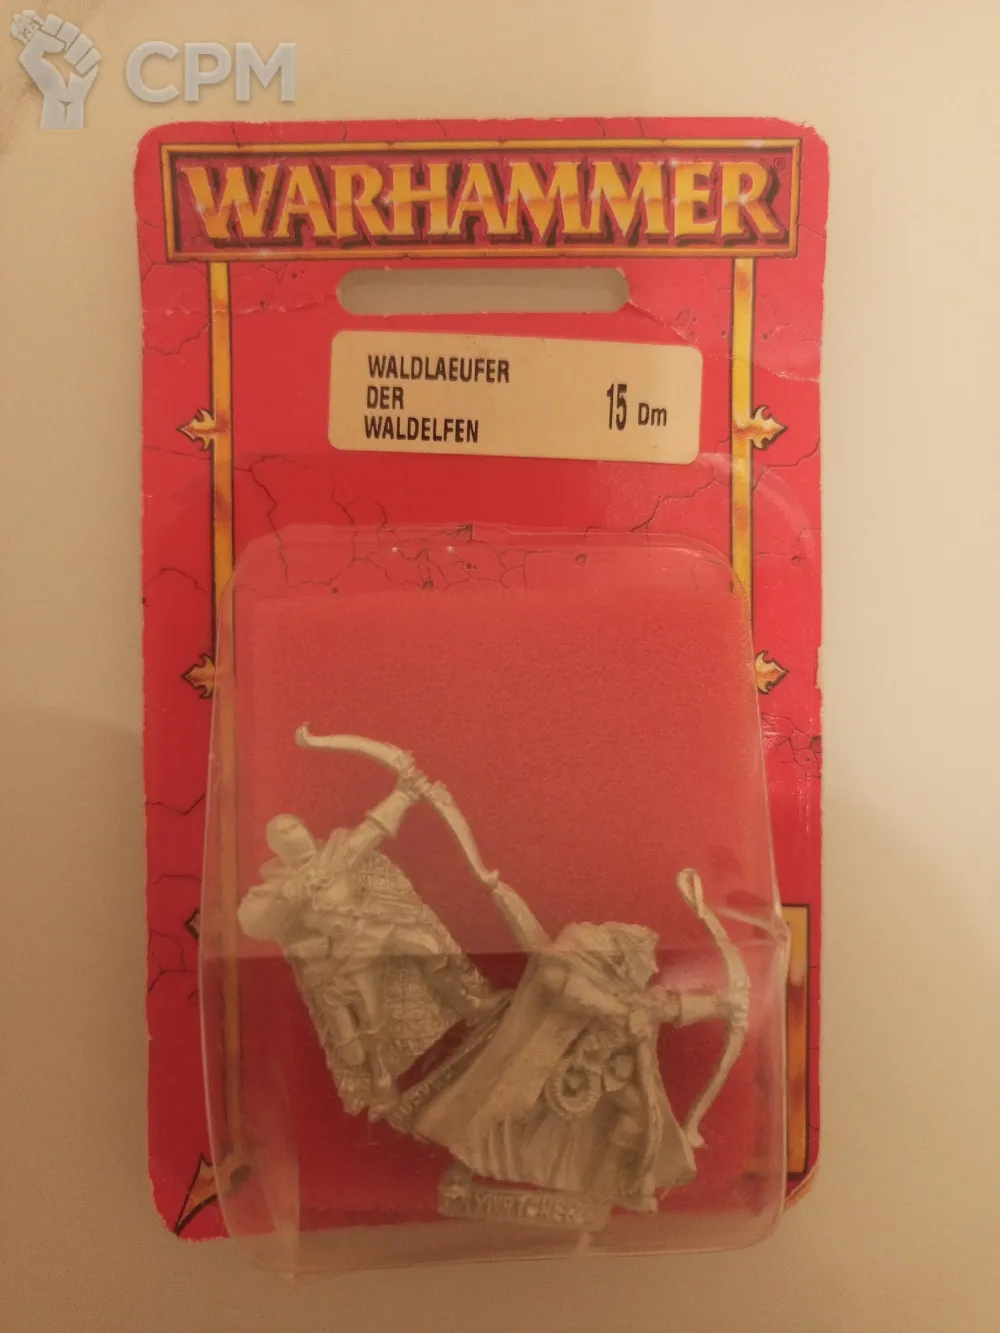 CPM
WARHAMMER®
WALDLAEUFER
DER
WALDELFEN
15 Dm